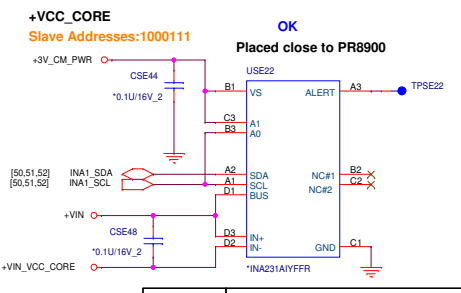 +VCC_CORE
Slave Addresses:1000111
OK
Placed close to PR8900
+3V_CM_PWR
CSE44
*0.1U/16V_2
USE22
B1 VS ALERT A3 TPSE22
C3 A1
B3 A0
[50,51,52] INA1_SDA A2 SDA NC#1 B2
[50,51,52] INA1_SCL A1 SCL NC#2 C2
D1 BUS
+VIN
CSE48
*0.1U/16V_2
D3 IN+
D2 IN- GND C1
+VIN_VCC_CORE
*INA231AIYFFR